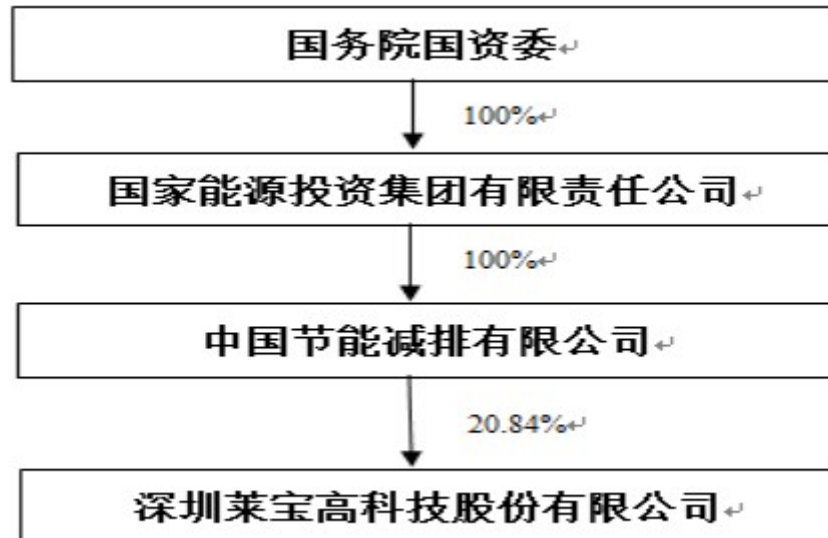 国务院国资委
100%
国家能源投资集团有限责任公司
100%
中国节能减排有限公司
20.84%
深圳莱宝高科技股份有限公司